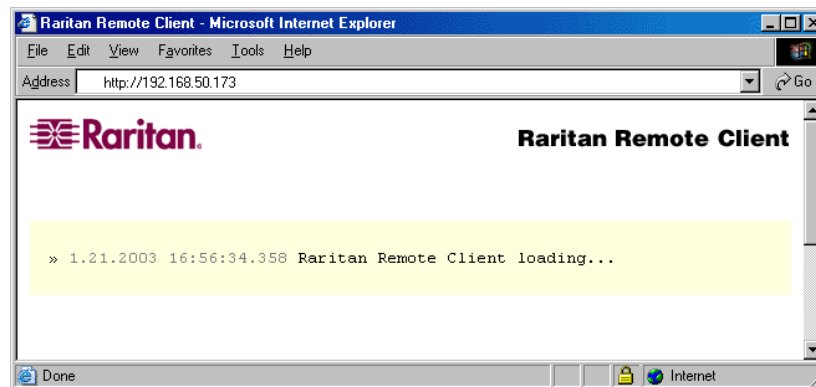 Raritan Remote Client - Microsoft Internet Explorer
File Edit View Favorites Tools Help
Address http://192.168.50.173 Go
Raritan. Raritan Remote Client
» 1.21.2003 16:56:34.358 Raritan Remote Client loading...
Done Internet